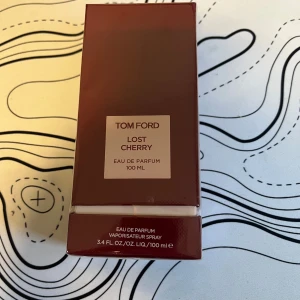 TOM FORD
LOST
CHERRY
EAU DE PARFUM
100 ML
EAU DE PARFUM
VAPORISATEUR SPRAY
3.4 FL.OZ./OZ. LIQ./100 ml ℮